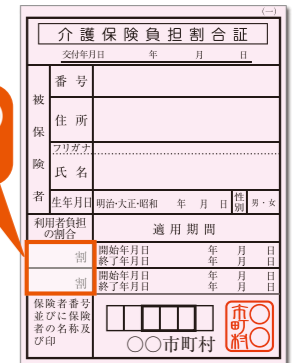 (一)
介護保険負担割合証
交付年月日 年 月 日
被保険者
番号
住所
フリガナ
氏名
生年月日 明治・大正・昭和 年 月 日 性別 男・女
利用者負担の割合 適用期間
割 開始年月日 年 月 日
終了年月日 年 月 日
割 開始年月日 年 月 日
終了年月日 年 月 日
保険者番号
並びに保険
者の名称及
び印
〇〇市町村
〇〇市町村